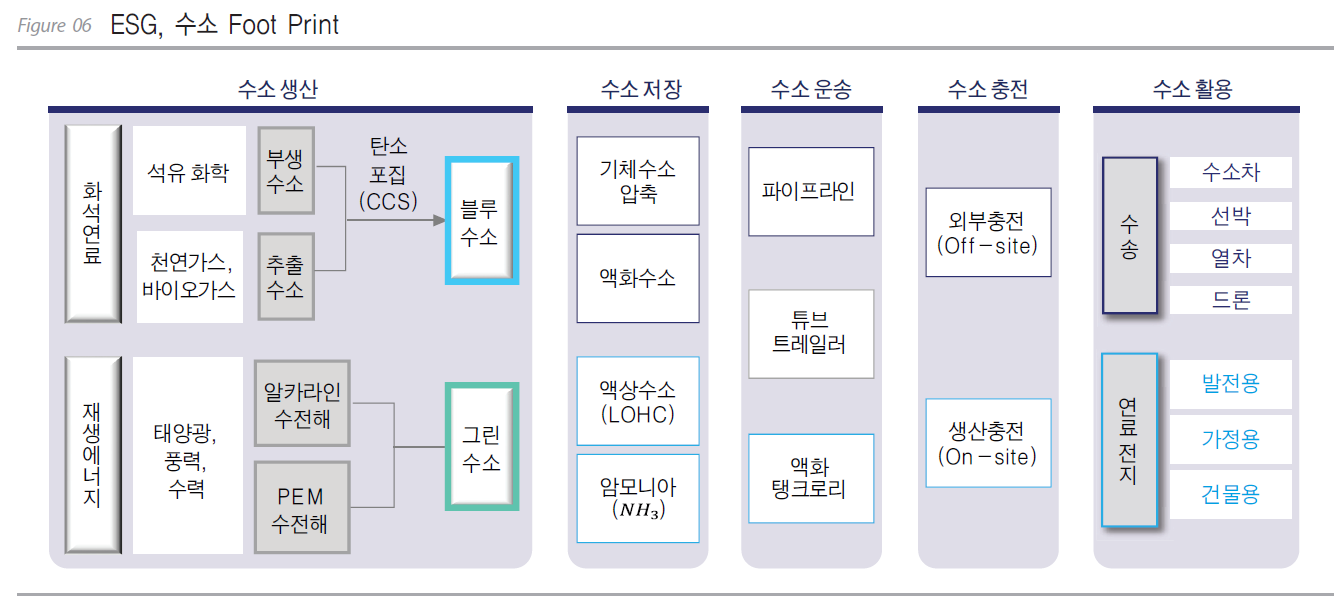 Figure 06 ESG, 수소 Foot Print
수소 생산
화
석
연
료
석유 화학
부생
수소
탄소
포집
(CCS)
블루
수소
천연가스,
바이오가스
추출
수소
재
생
에
너
지
태양광,
풍력,
수력
알카라인
수전해
PEM
수전해
그린
수소
수소 저장
기체수소
압축
액화수소
액상수소
(LOHC)
암모니아
(NH₃)
수소 운송
파이프라인
튜브
트레일러
액화
탱크로리
수소 충전
외부충전
(Off-site)
생산충전
(On-site)
수소 활용
수
송
수소차
선박
열차
드론
연
료
전
지
발전용
가정용
건물용